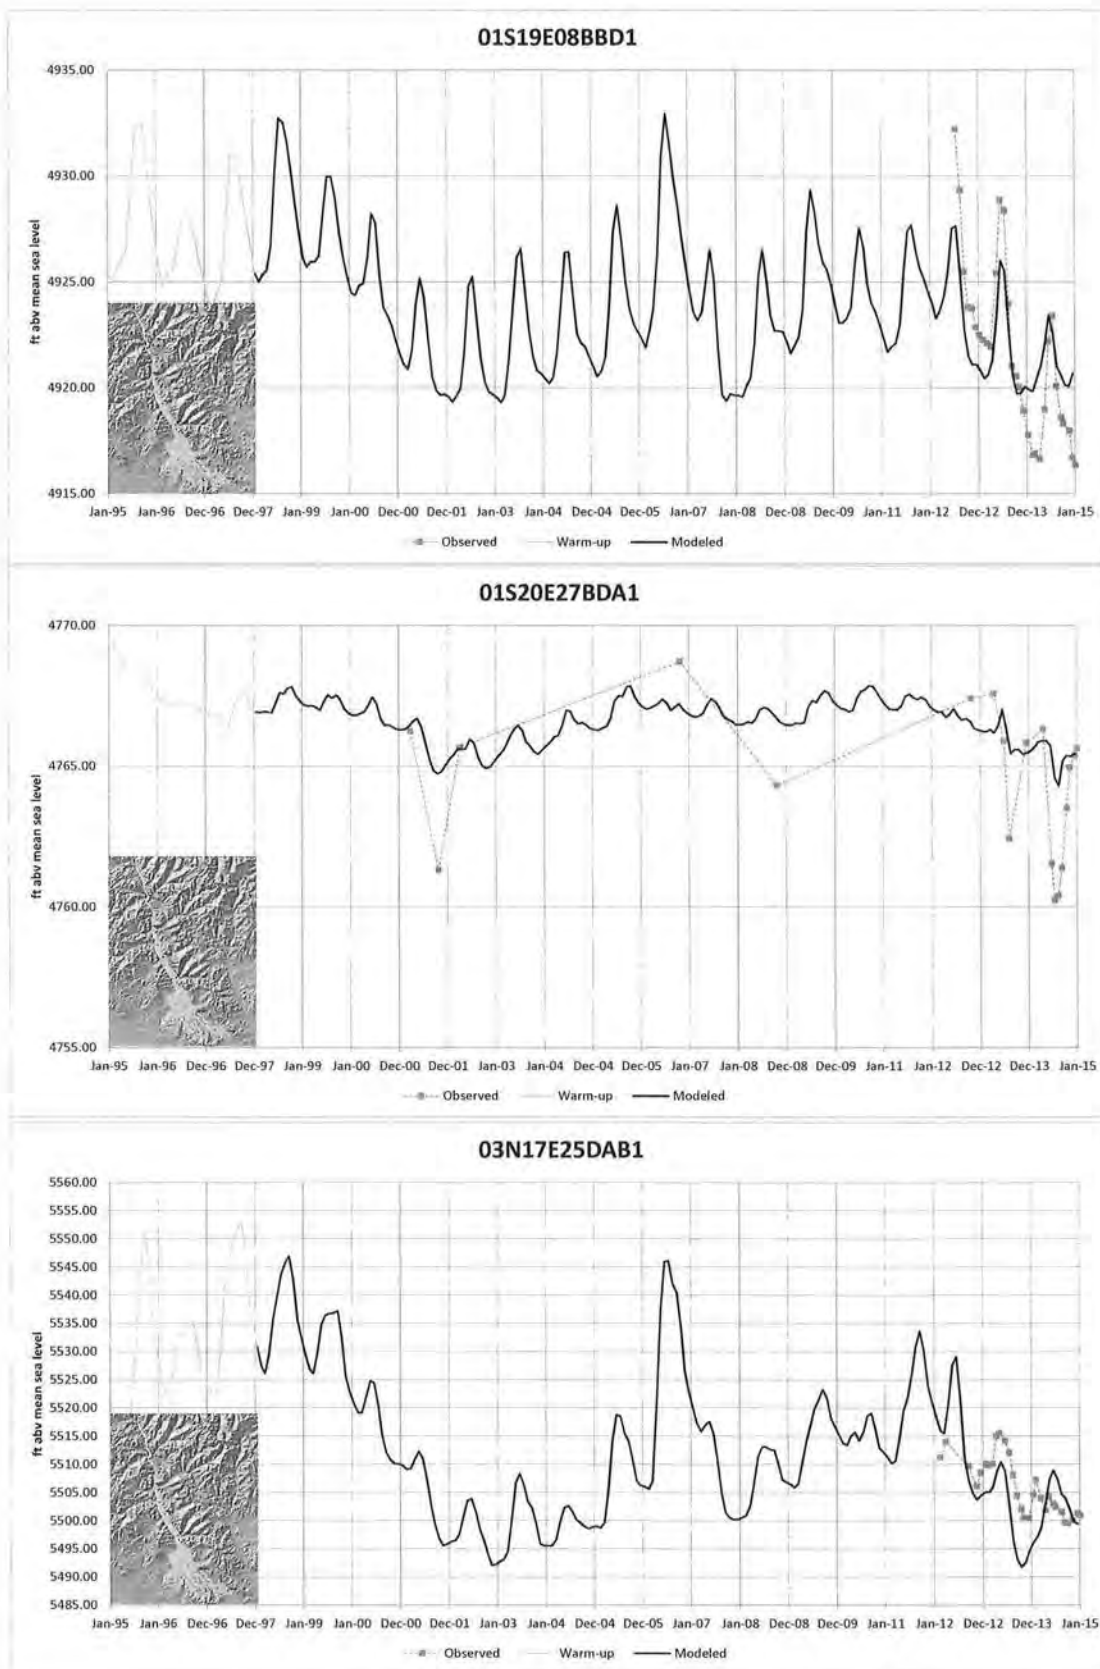 01S19E08BBD1
4935.00
4930.00
4925.00
4920.00
4915.00
ft abv mean sea level
Jan-95 Jan-96 Dec-96 Dec-97 Jan-99 Jan-00 Dec-00 Dec-01 Jan-03 Jan-04 Dec-04 Dec-05 Jan-07 Jan-08 Dec-08 Dec-09 Jan-11 Jan-12 Dec-12 Dec-13 Jan-15
Observed Warm-up Modeled
01S20E27BDA1
4770.00
4765.00
4760.00
4755.00
ft abv mean sea level
Jan-95 Jan-96 Dec-96 Dec-97 Jan-99 Jan-00 Dec-00 Dec-01 Jan-03 Jan-04 Dec-04 Dec-05 Jan-07 Jan-08 Dec-08 Dec-09 Jan-11 Jan-12 Dec-12 Dec-13 Jan-15
Observed Warm-up Modeled
03N17E25DAB1
5560.00
5555.00
5550.00
5545.00
5540.00
5535.00
5530.00
5525.00
5520.00
5515.00
5510.00
5505.00
5500.00
5495.00
5490.00
5485.00
ft abv mean sea level
Jan-95 Jan-96 Dec-96 Dec-97 Jan-99 Jan-00 Dec-00 Dec-01 Jan-03 Jan-04 Dec-04 Dec-05 Jan-07 Jan-08 Dec-08 Dec-09 Jan-11 Jan-12 Dec-12 Dec-13 Jan-15
Observed Warm-up Modeled